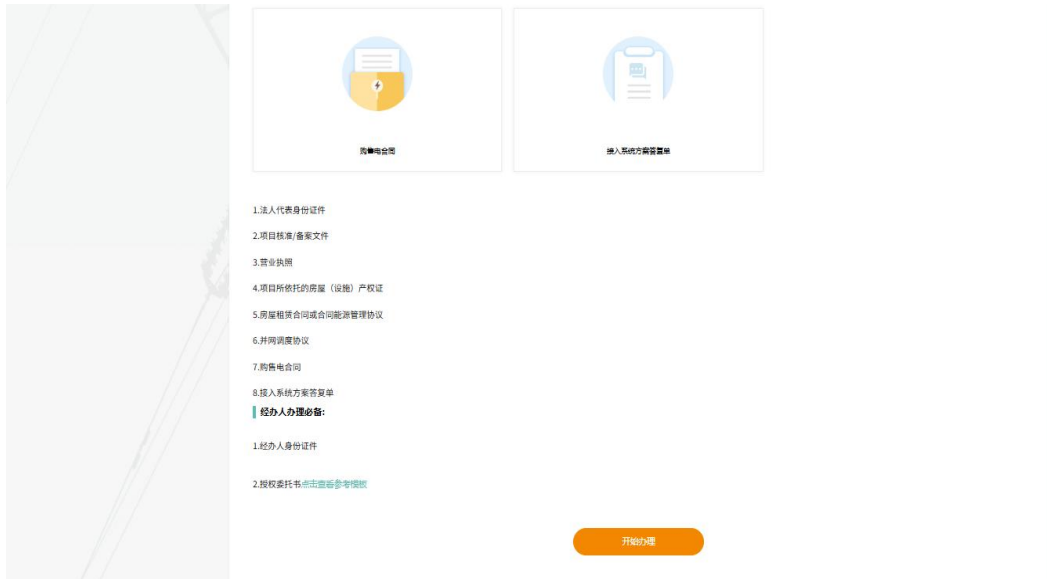 购售电合同
接入系统方案答复单
1.法人代表身份证件
2.项目核准/备案文件
3.营业执照
4.项目所依托的房屋（设施）产权证
5.房屋租赁合同或合同能源管理协议
6.并网调度协议
7.购售电合同
8.接入系统方案答复单
经办人办理必备:
1.经办人身份证件
2.授权委托书点击查看参考模板
开始办理